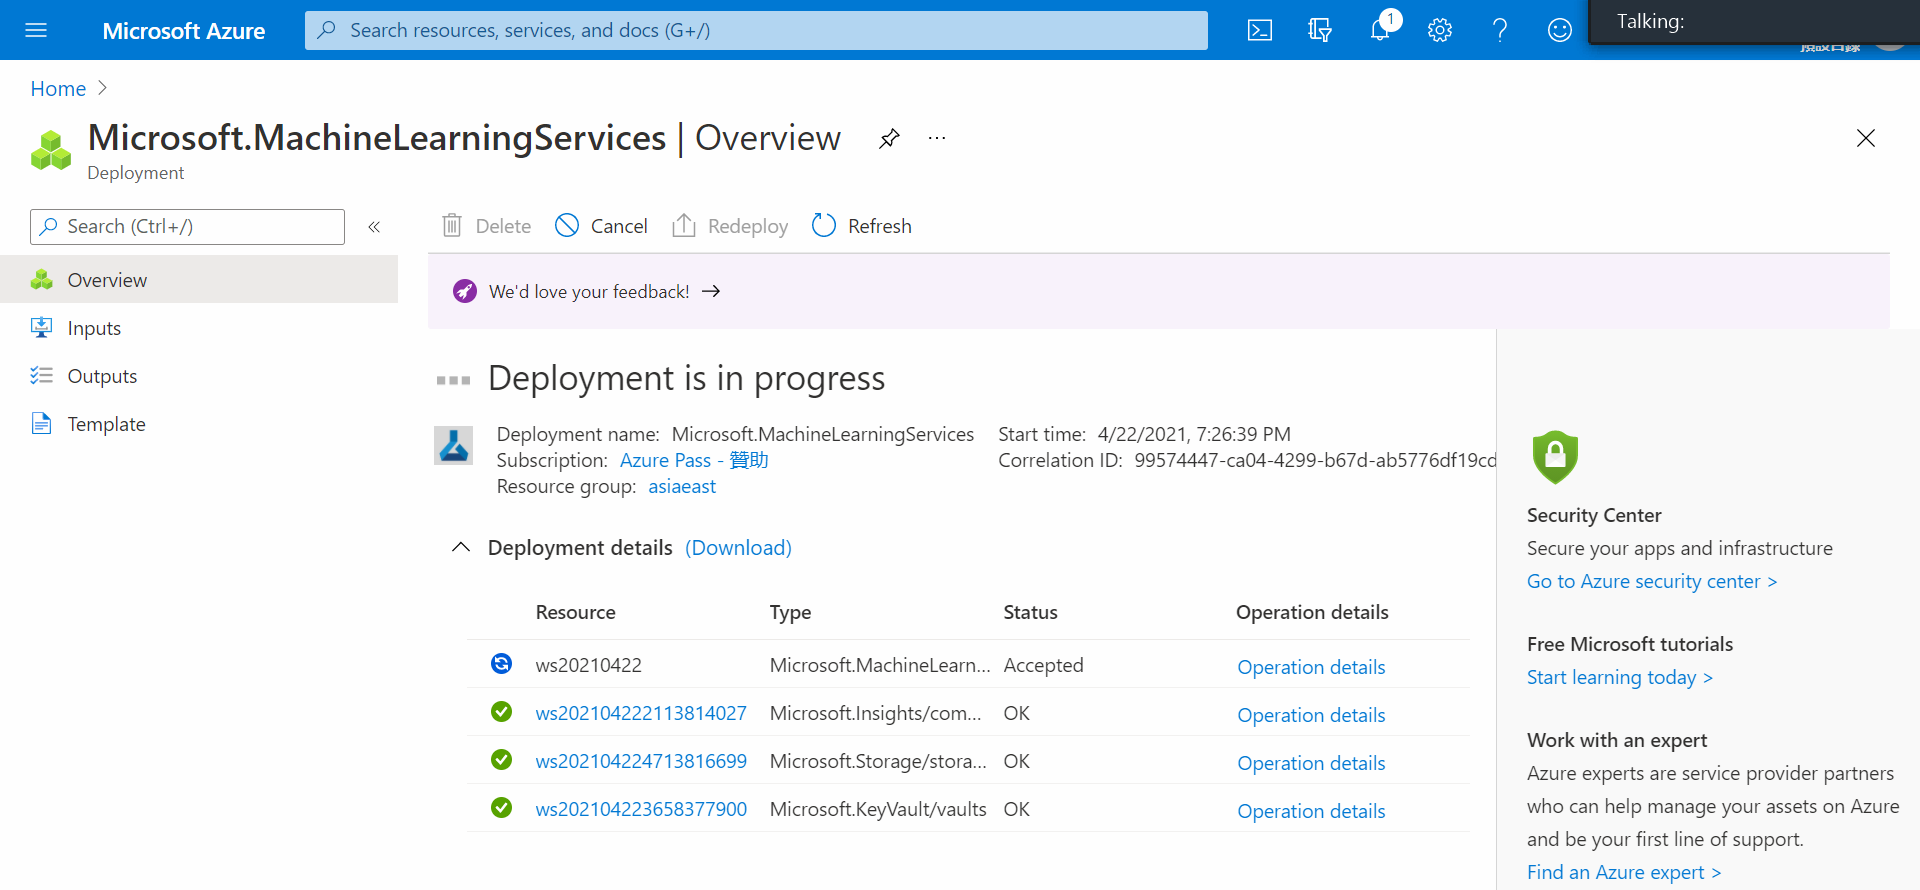 Microsoft Azure
Search resources, services, and docs (G+/)
1
Talking:
Home
Microsoft.MachineLearningServices | Overview
Deployment
Search (Ctrl+/)
Delete
Cancel
Redeploy
Refresh
Overview
Inputs
Outputs
Template
We'd love your feedback!
Deployment is in progress
Deployment name: Microsoft.MachineLearningServices
Subscription: Azure Pass - 贊助
Resource group: asiaeast
Start time: 4/22/2021, 7:26:39 PM
Correlation ID: 99574447-ca04-4299-b67d-ab5776df19cd
Deployment details (Download)
Resource Type Status Operation details
ws20210422 Microsoft.MachineLearn... Accepted Operation details
ws202104222113814027 Microsoft.Insights/com... OK Operation details
ws202104224713816699 Microsoft.Storage/stora... OK Operation details
ws202104223658377900 Microsoft.KeyVault/vaults OK Operation details
Security Center
Secure your apps and infrastructure
Go to Azure security center >
Free Microsoft tutorials
Start learning today >
Work with an expert
Azure experts are service provider partners
who can help manage your assets on Azure
and be your first line of support.
Find an Azure expert >